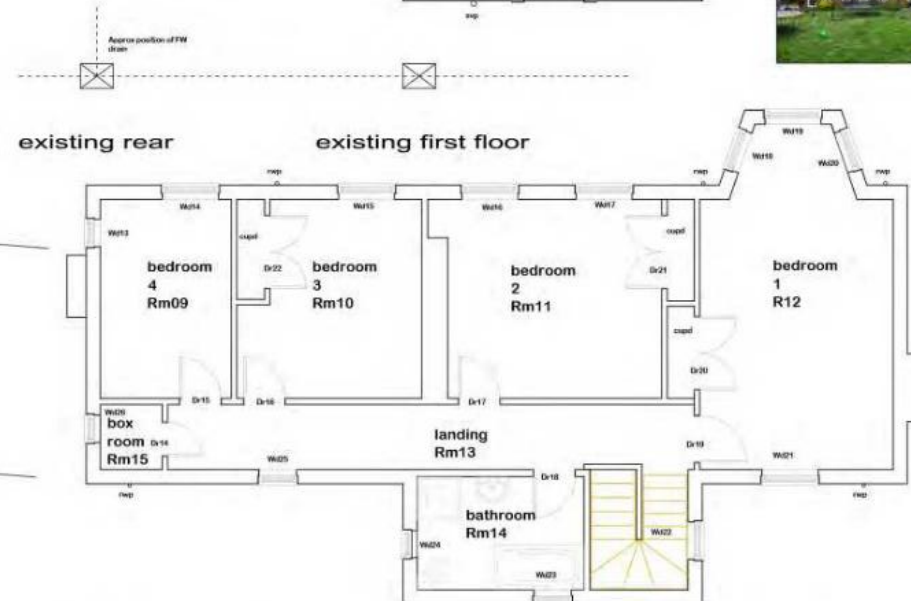 rwp
Approx position of FW
drain
existing rear
existing first floor
Wd19
Wd18
Wd20
rwp
rwp
rwp
Wd14
Wd15
Wd16
Wd17
Wd13
cupd
cupd
bedroom
4
Rm09
Dr22
bedroom
3
Rm10
bedroom
2
Rm11
Dr21
bedroom
1
R12
cupd
Dr20
Dr15
Dr16
Dr17
Wd26
box
room
Rm15
Dr14
landing
Rm13
Dr19
Wd25
Wd21
rwp
Dr18
rwp
bathroom
Rm14
Wd22
Wd24
Wd23